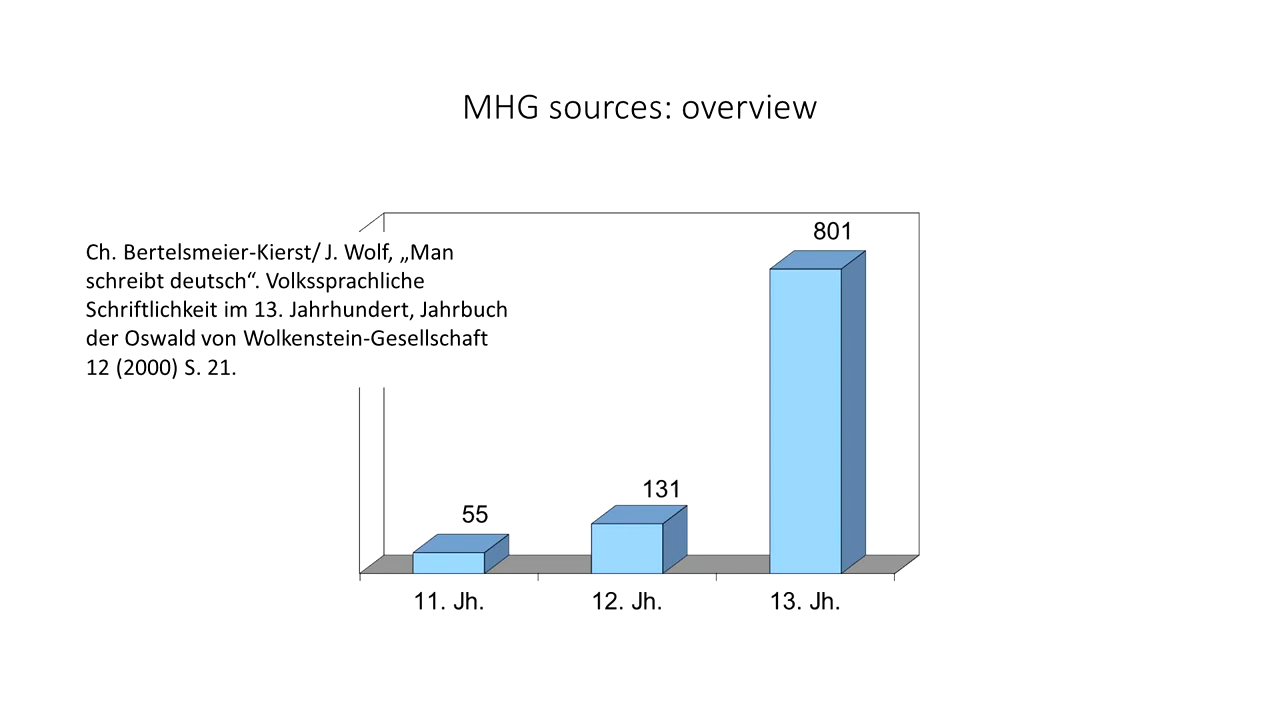 MHG sources: overview
Ch. Bertelsmeier-Kierst/ J. Wolf, „Man
schreibt deutsch“. Volkssprachliche
Schriftlichkeit im 13. Jahrhundert, Jahrbuch
der Oswald von Wolkenstein-Gesellschaft
12 (2000) S. 21.
801
131
55
11. Jh.
12. Jh.
13. Jh.